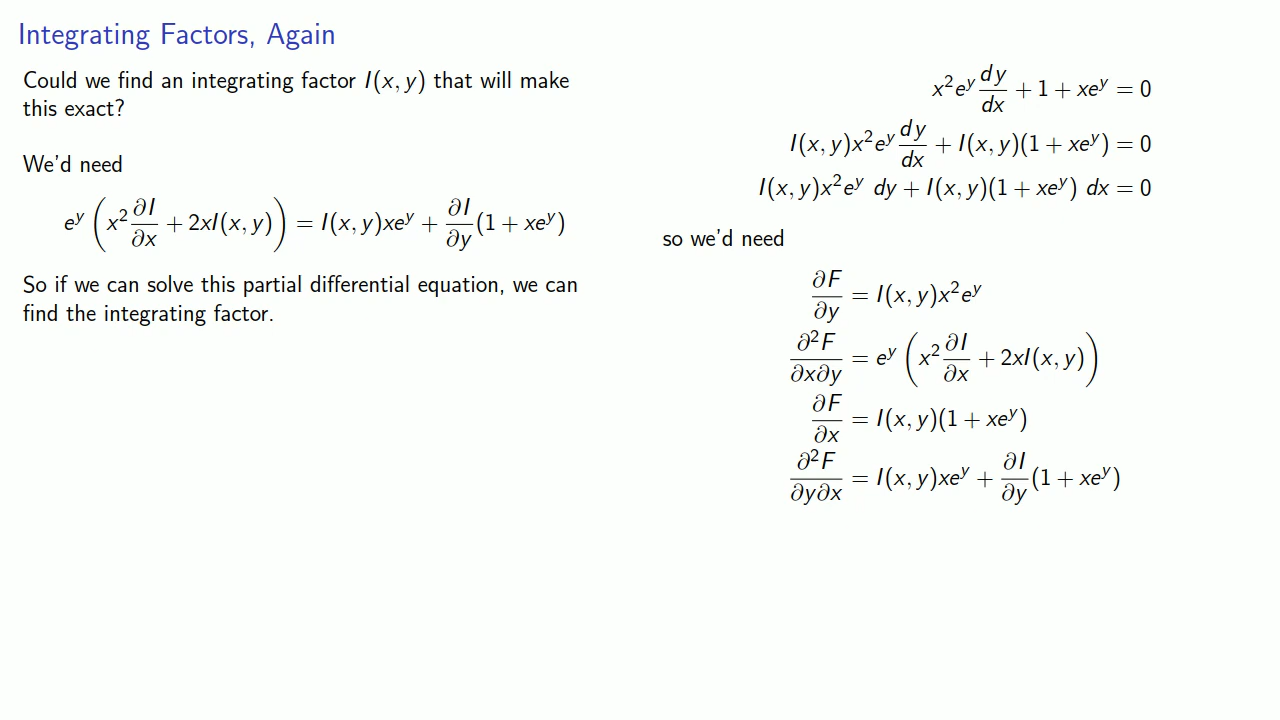 Integrating Factors, Again
Could we find an integrating factor I(x, y) that will make
this exact?
We'd need
e^y (x^2 ∂I/∂x + 2xI(x, y)) = I(x, y)xe^y + ∂I/∂y (1 + xe^y)
So if we can solve this partial differential equation, we can
find the integrating factor.
x^2 e^y dy/dx + 1 + xe^y = 0
I(x, y)x^2 e^y dy/dx + I(x, y)(1 + xe^y) = 0
I(x, y)x^2 e^y dy + I(x, y)(1 + xe^y) dx = 0
so we'd need
∂F/∂y = I(x, y)x^2 e^y
∂^2F/∂x∂y = e^y (x^2 ∂I/∂x + 2xI(x, y))
∂F/∂x = I(x, y)(1 + xe^y)
∂^2F/∂y∂x = I(x, y)xe^y + ∂I/∂y (1 + xe^y)